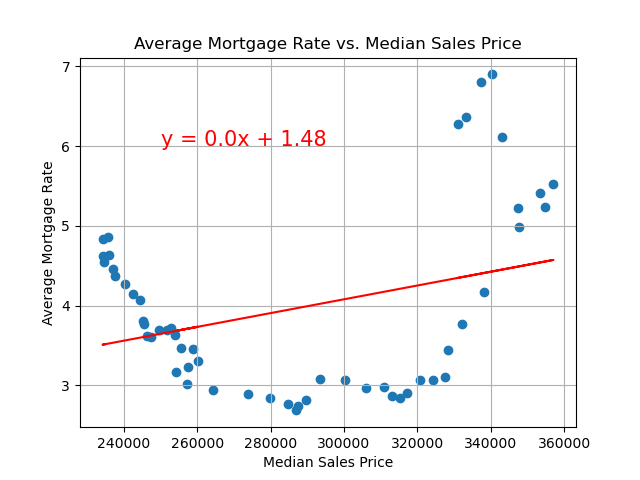 Average Mortgage Rate vs. Median Sales Price
7
6
5
4
3
y = 0.0x + 1.48
Average Mortgage Rate
240000 260000 280000 300000 320000 340000 360000
Median Sales Price